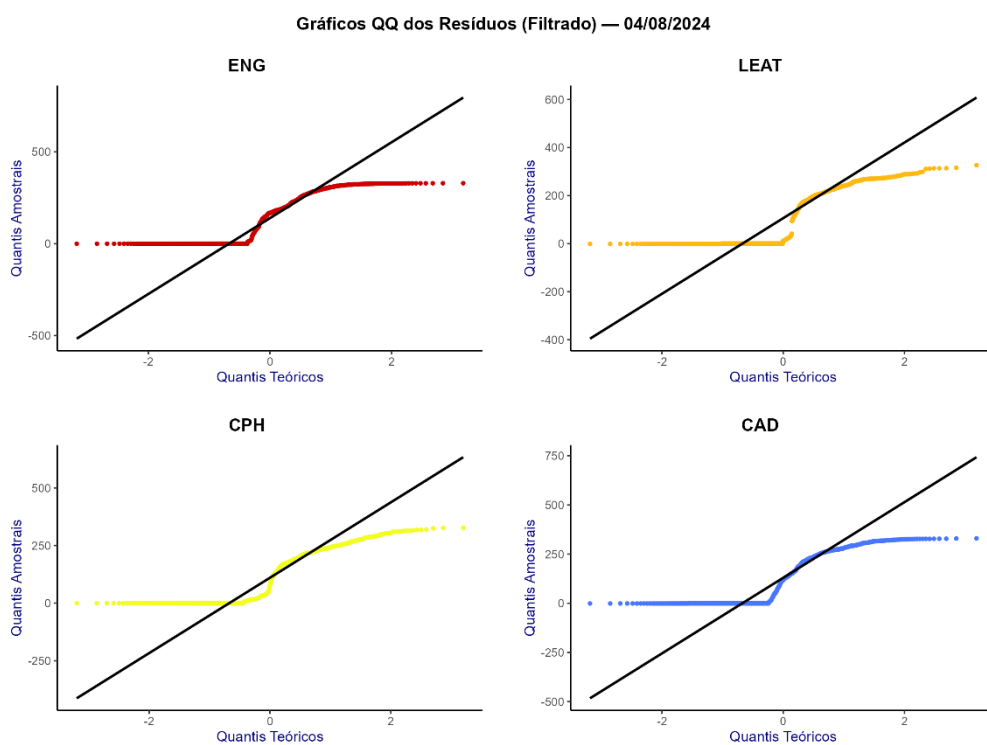 Gráficos QQ dos Resíduos (Filtrado) — 04/08/2024
ENG
Quantis Amostrais
500
0
-500
-2
0
2
Quantis Teóricos
LEAT
Quantis Amostrais
600
400
200
0
-200
-400
-2
0
2
Quantis Teóricos
CPH
Quantis Amostrais
500
250
0
-250
-2
0
2
Quantis Teóricos
CAD
Quantis Amostrais
750
500
250
0
-250
-500
-2
0
2
Quantis Teóricos